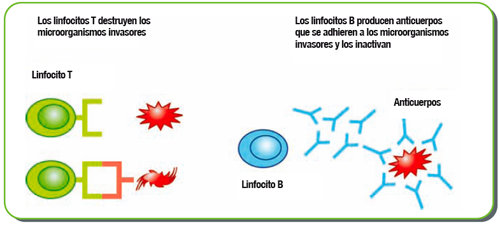 Los linfocitos T destruyen los
microorganismos invasores
Linfocito T
Los linfocitos B producen anticuerpos
que se adhieren a los microorganismos
invasores y los inactivan
Anticuerpos
Linfocito B